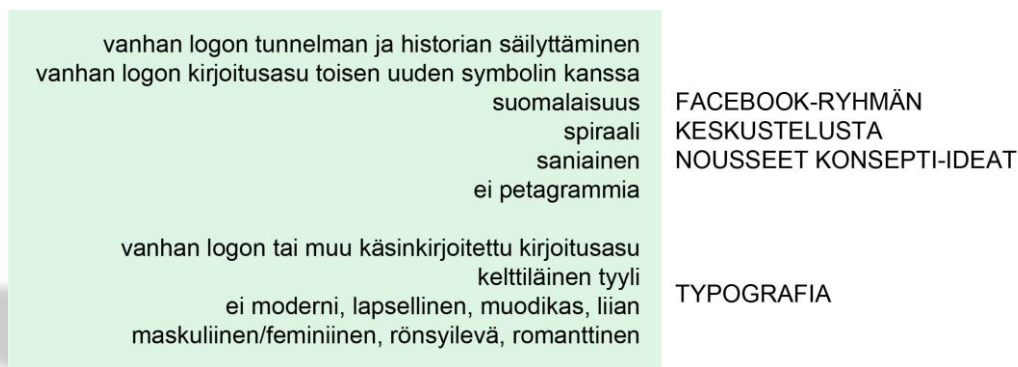 vanhan logon tunnelman ja historian säilyttäminen
vanhan logon kirjoitusasu toisen uuden symbolin kanssa
suomalaisuus
spiraali
saniainen
ei petagrammia
FACEBOOK-RYHMÄN
KESKUSTELUSTA
NOUSSEET KONSEPTI-IDEAT
vanhan logon tai muu käsinkirjoitettu kirjoitusasu
kelttiläinen tyyli
ei moderni, lapsellinen, muodikas, liian
maskuliinen/feminiinen, rönsyilevä, romanttinen
TYPOGRAFIA